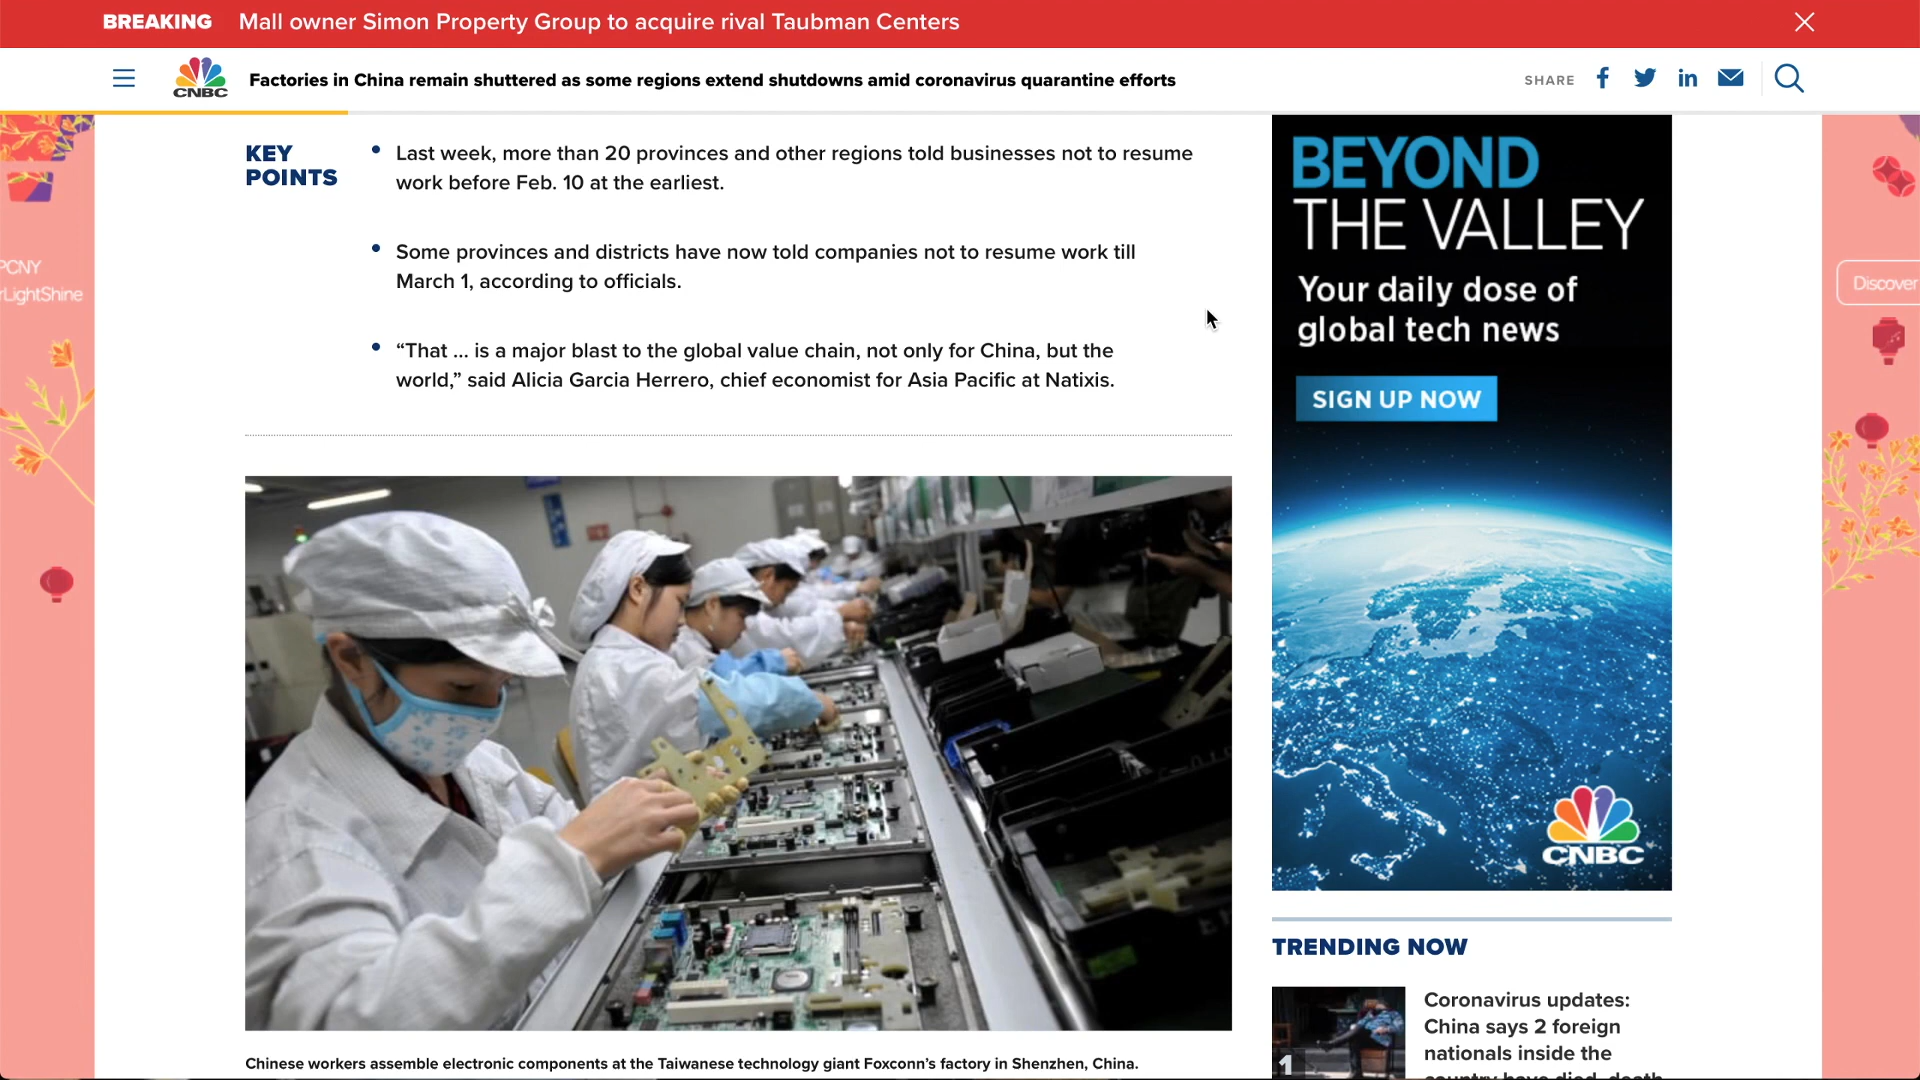 BREAKING Mall owner Simon Property Group to acquire rival Taubman Centers
CNBC Factories in China remain shuttered as some regions extend shutdowns amid coronavirus quarantine efforts SHARE
KEY
POINTS
Last week, more than 20 provinces and other regions told businesses not to resume
work before Feb. 10 at the earliest.
Some provinces and districts have now told companies not to resume work till
March 1, according to officials.
“That ... is a major blast to the global value chain, not only for China, but the
world,” said Alicia Garcia Herrero, chief economist for Asia Pacific at Natixis.
Chinese workers assemble electronic components at the Taiwanese technology giant Foxconn’s factory in Shenzhen, China.
PCNY
rLightShine
BEYOND
THE VALLEY
Your daily dose of
global tech news
SIGN UP NOW
CNBC
Discover
TRENDING NOW
1
Coronavirus updates:
China says 2 foreign
nationals inside the
country have died, death